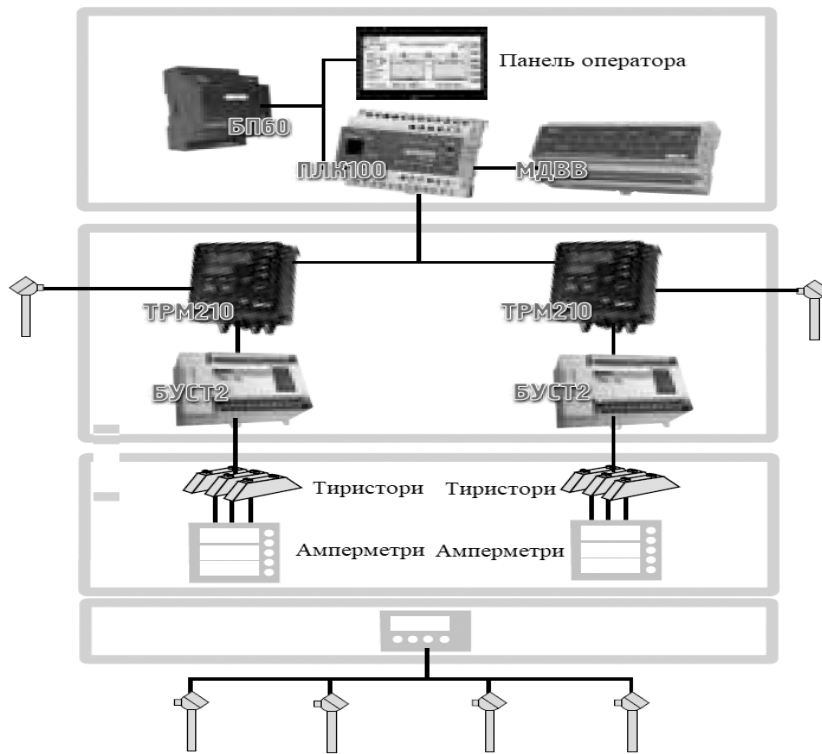 Панель оператора
БП60
ПЛК100
МДВВ
ТРМ210
ТРМ210
БУСТ2
БУСТ2
Тиристори
Тиристори
Амперметри
Амперметри